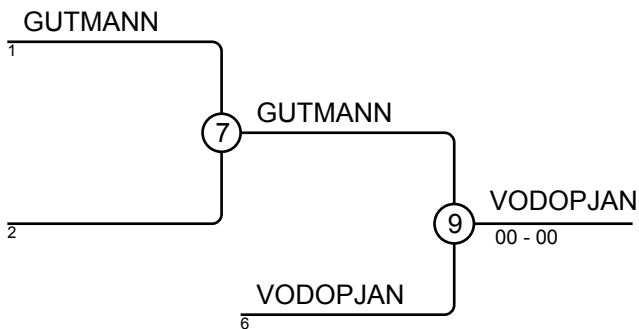 GUTMANN
1
7
GUTMANN
2
9
VODOPJAN
00 - 00
VODOPJAN
6